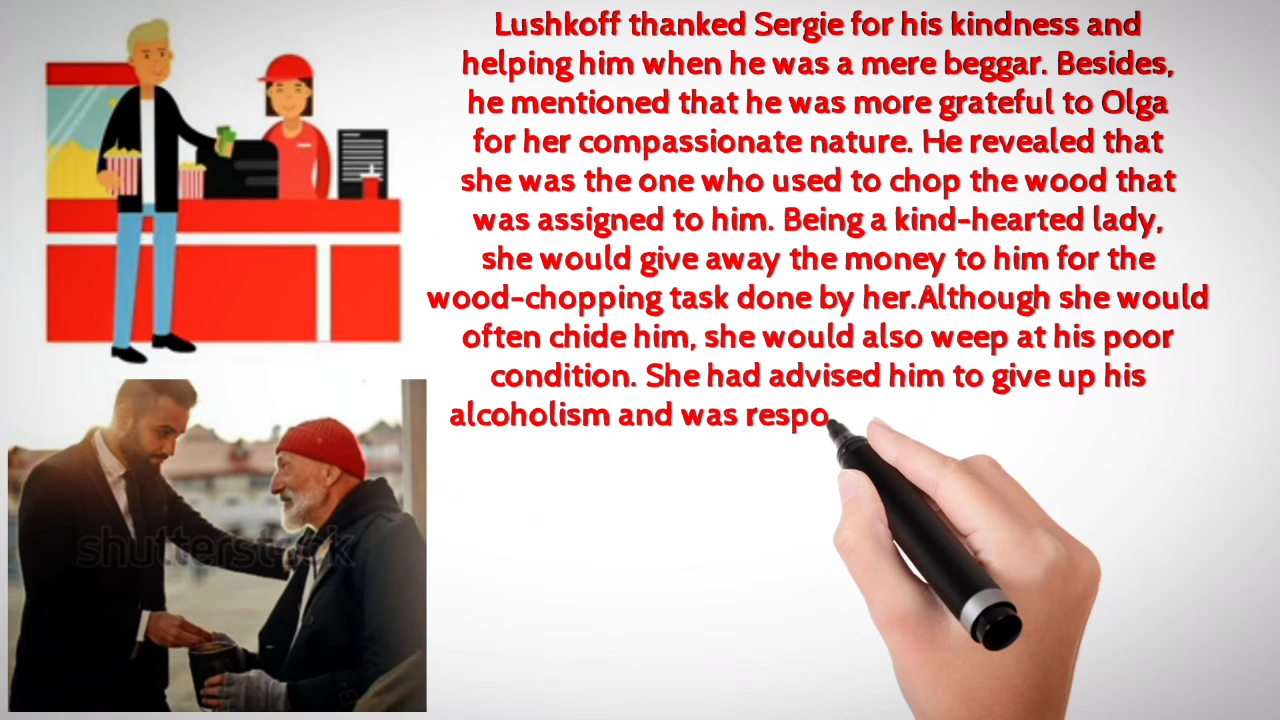 Lushkoff thanked Sergie for his kindness and
helping him when he was a mere beggar. Besides,
he mentioned that he was more grateful to Olga
for her compassionate nature. He revealed that
she was the one who used to chop the wood that
was assigned to him. Being a kind-hearted lady,
she would give away the money to him for the
wood-chopping task done by her.Although she would
often chide him, she would also weep at his poor
condition. She had advised him to give up his
alcoholism and was respo
shutterstock